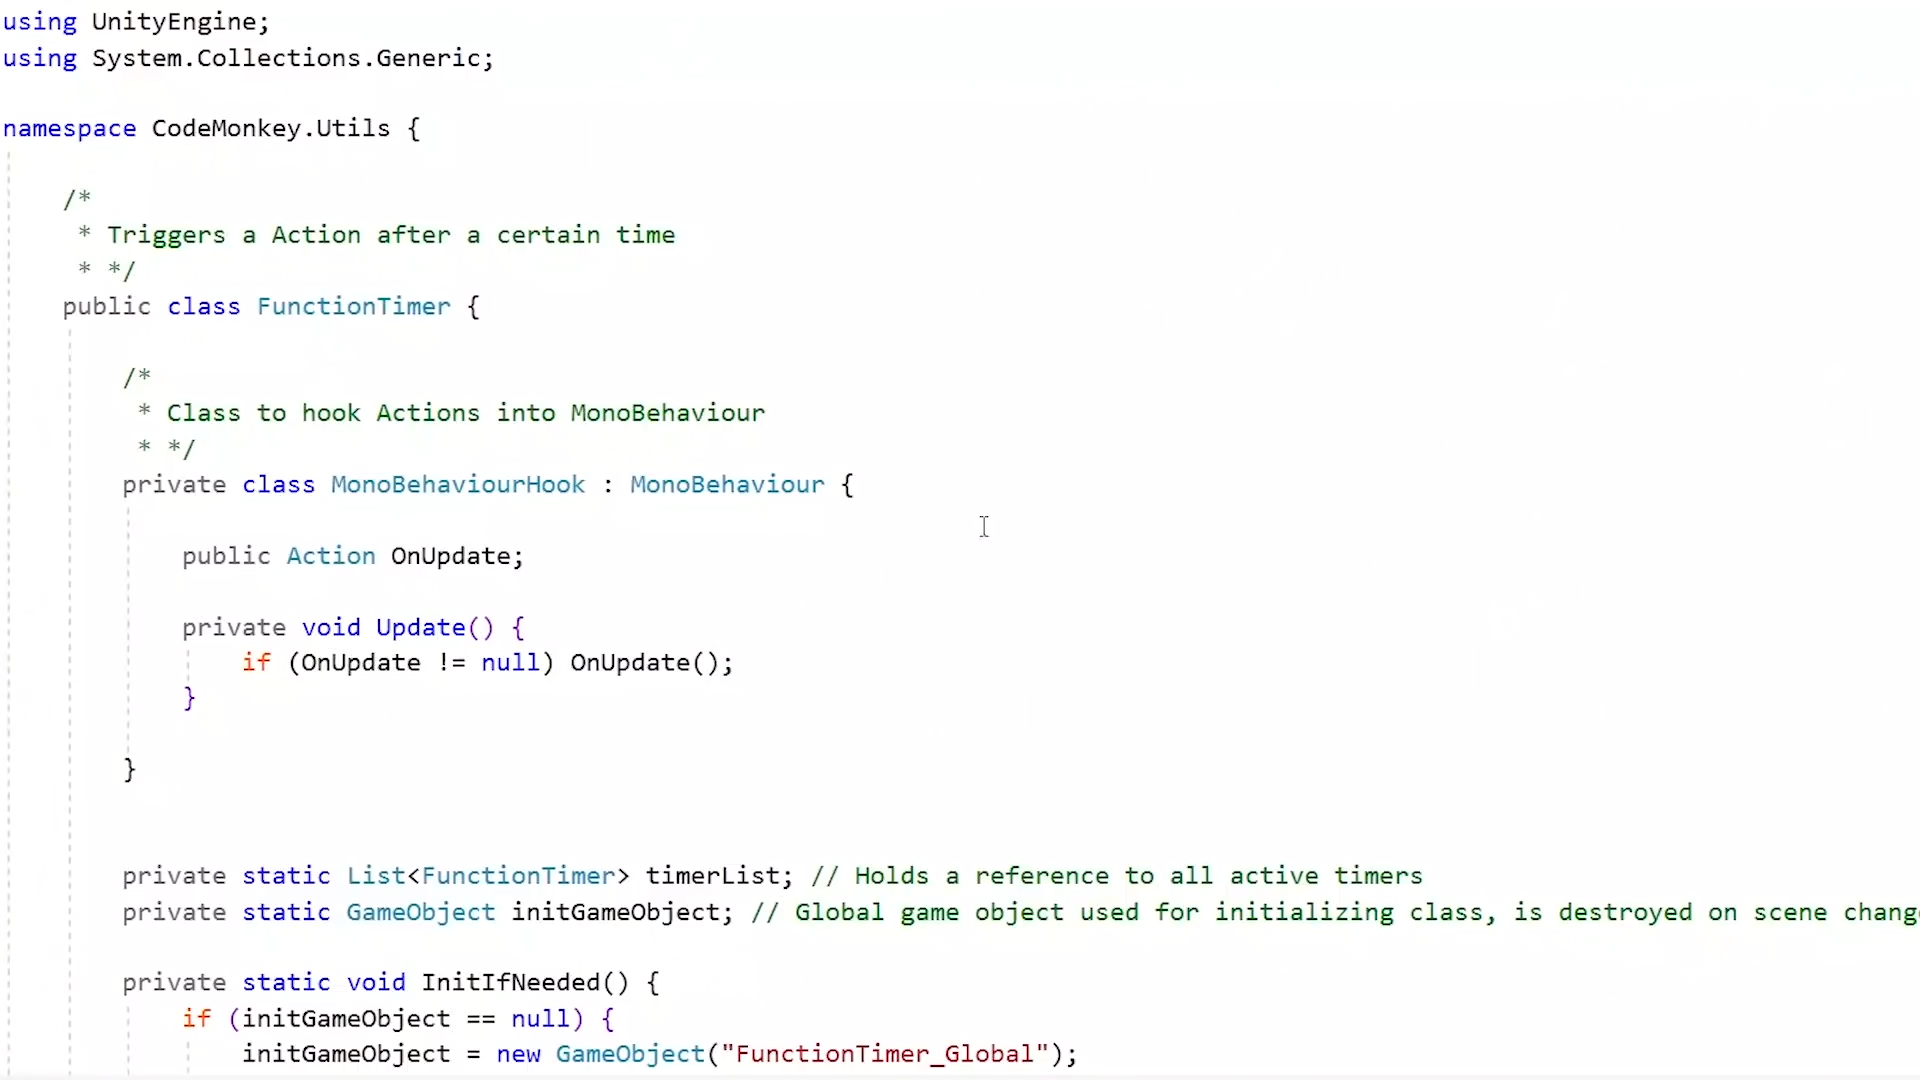 using UnityEngine;
using System.Collections.Generic;
namespace CodeMonkey.Utils {
/*
* Triggers a Action after a certain time
* */
public class FunctionTimer {
/*
* Class to hook Actions into MonoBehaviour
* */
private class MonoBehaviourHook : MonoBehaviour {
public Action OnUpdate;
private void Update() {
if (OnUpdate != null) OnUpdate();
}
}
private static List<FunctionTimer> timerList; // Holds a reference to all active timers
private static GameObject initGameObject; // Global game object used for initializing class, is destroyed on scene chang
private static void InitIfNeeded() {
if (initGameObject == null) {
initGameObject = new GameObject("FunctionTimer_Global");